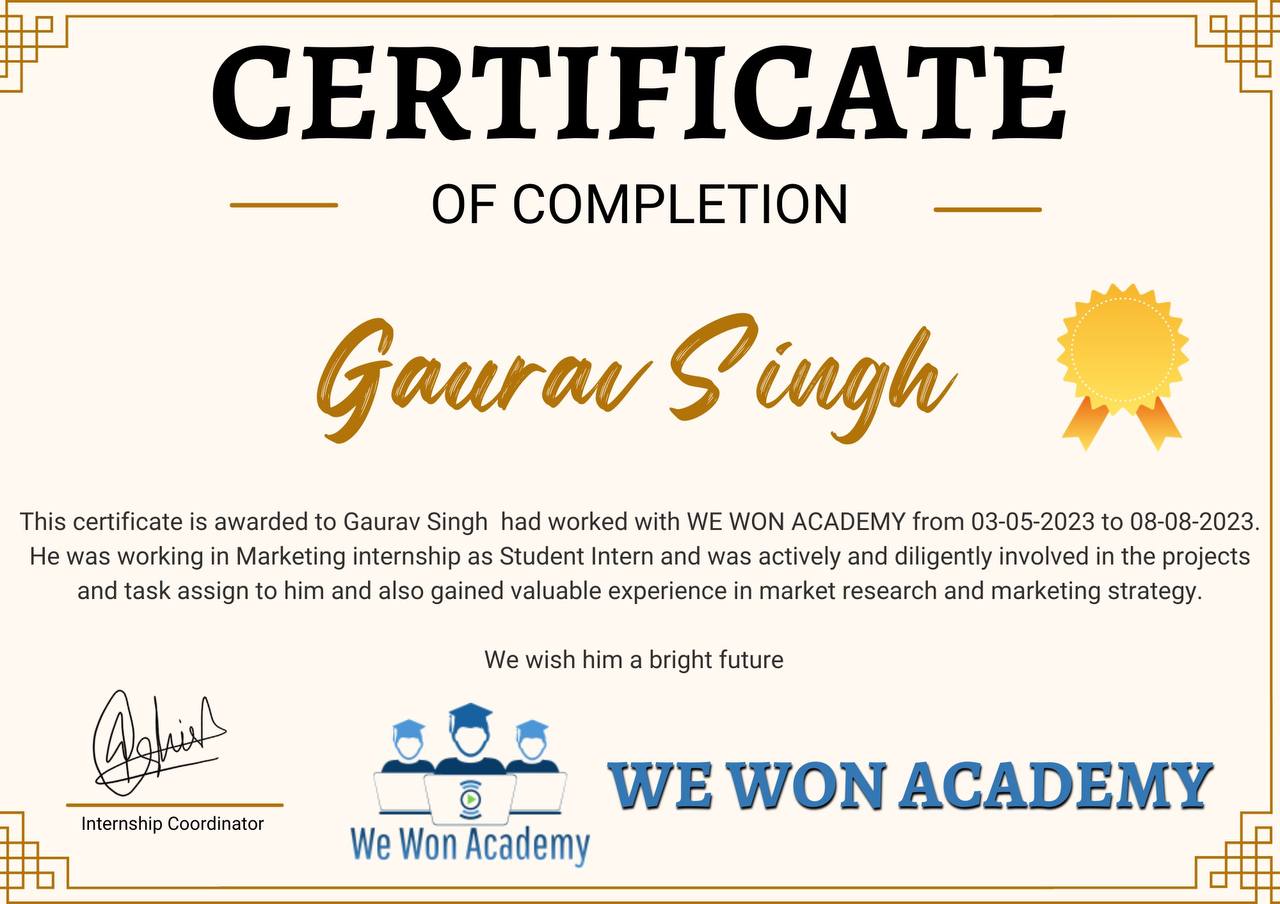 CERTIFICATE
OF COMPLETION
Gaurav Singh
This certificate is awarded to Gaurav Singh  had worked with WE WON ACADEMY from 03-05-2023 to 08-08-2023.
He was working in Marketing internship as Student Intern and was actively and diligently involved in the projects
and task assign to him and also gained valuable experience in market research and marketing strategy.
We wish him a bright future
Internship Coordinator
We Won Academy
WE WON ACADEMY